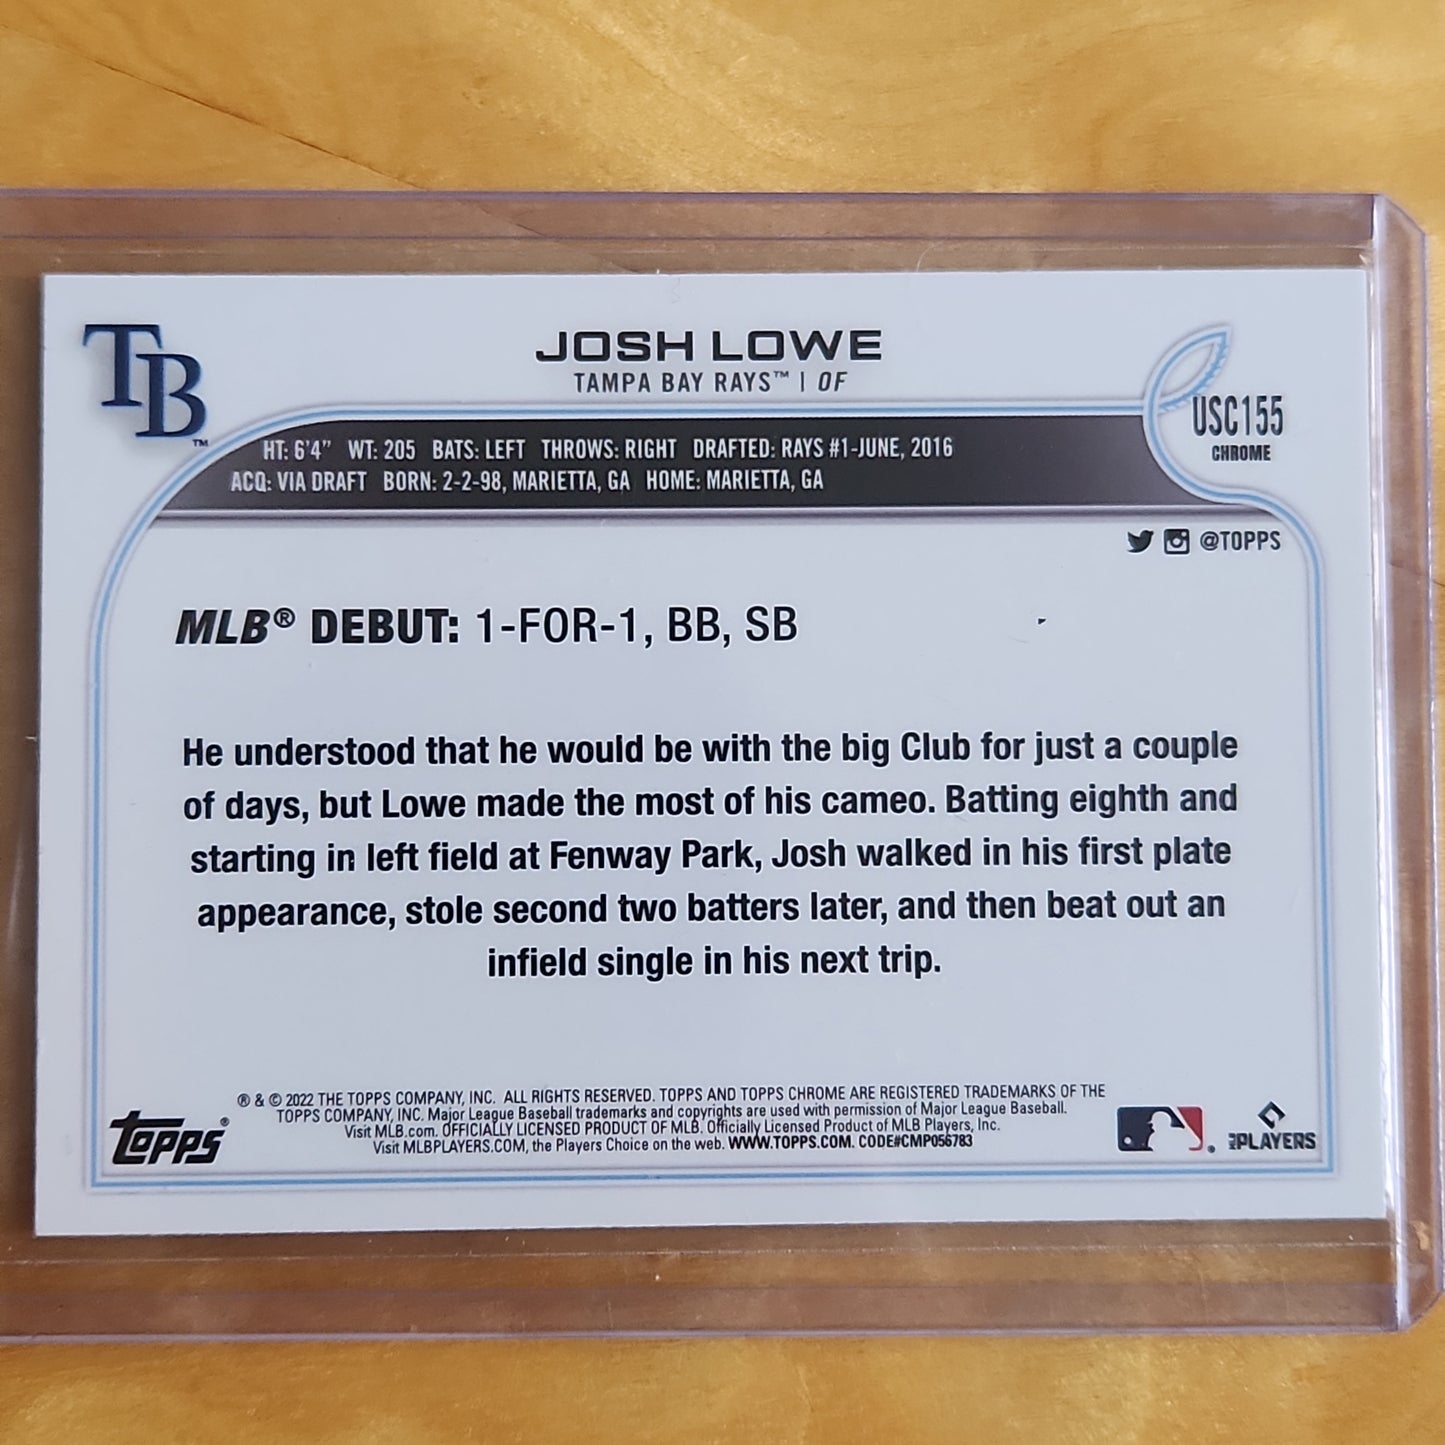 TB™
JOSH LOWE
TAMPA BAY RAYS™ | OF
USC155
CHROME
HT: 6'4" WT: 205 BATS: LEFT THROWS: RIGHT DRAFTED: RAYS #1-JUNE, 2016
ACQ: VIA DRAFT BORN: 2-2-98, MARIETTA, GA HOME: MARIETTA, GA
@TOPPS
MLB® DEBUT: 1-FOR-1, BB, SB
He understood that he would be with the big Club for just a couple
of days, but Lowe made the most of his cameo. Batting eighth and
starting in left field at Fenway Park, Josh walked in his first plate
appearance, stole second two batters later, and then beat out an
infield single in his next trip.
® & © 2022 THE TOPPS COMPANY, INC. ALL RIGHTS RESERVED. TOPPS AND TOPPS CHROME ARE REGISTERED TRADEMARKS OF THE
TOPPS COMPANY, INC. Major League Baseball trademarks and copyrights are used with permission of Major League Baseball.
Visit MLB.com. OFFICIALLY LICENSED PRODUCT OF MLB. Officially Licensed Product of MLB Players, Inc.
Visit MLBPLAYERS.COM, the Players Choice on the web. WWW.TOPPS.COM. CODE#CMP056783
Topps®
MLB PLAYERS